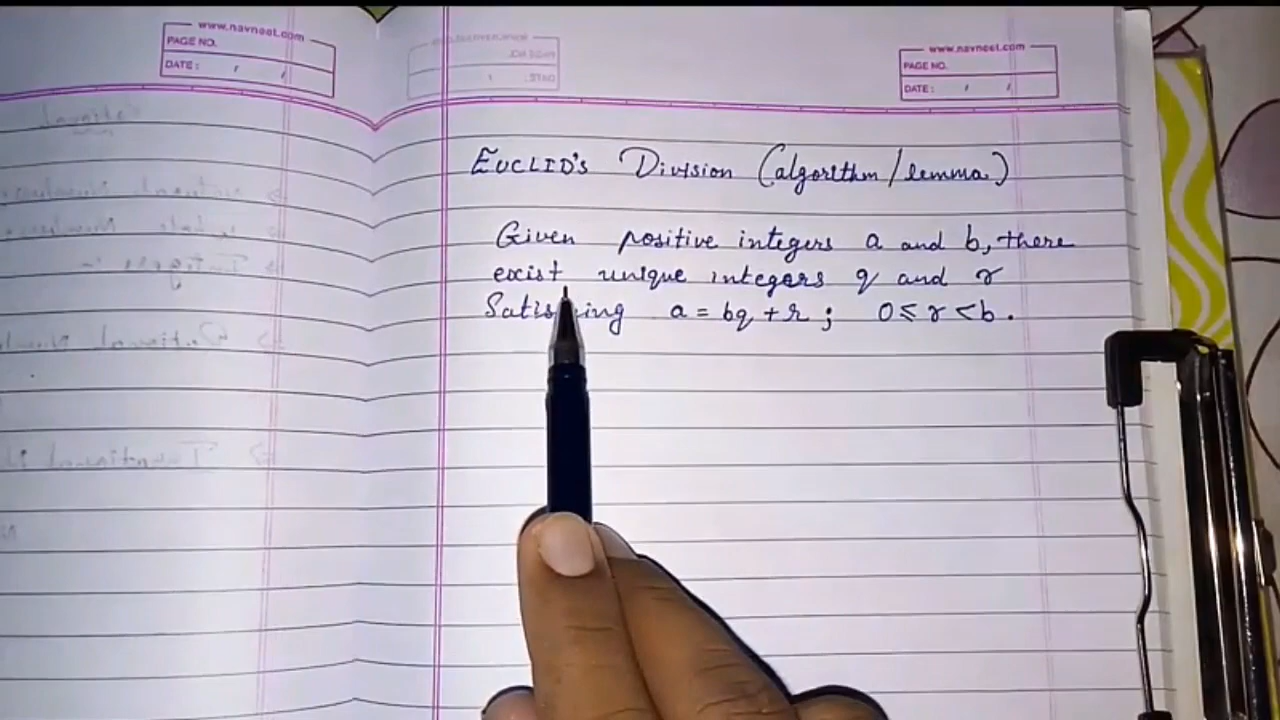 www.navneet.com
PAGE NO.
DATE: / /
www.navneet.com
PAGE NO.
DATE: / /
EUCLID's Division (algorithm/lemma)
Given positive integers a and b, there
exist unique integers q and r
Satisfying a = bq + r ; 0 ≤ r < b.